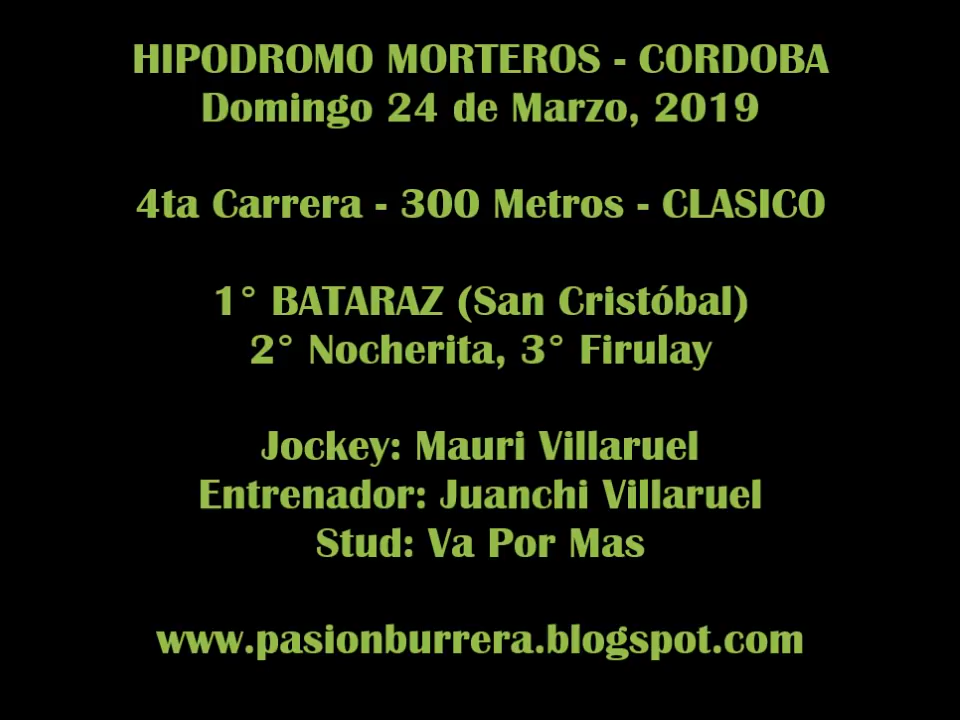 HIPODROMO MORTEROS - CORDOBA
Domingo 24 de Marzo, 2019
4ta Carrera - 300 Metros - CLASICO
1° BATARAZ (San Cristóbal)
2° Nocherita, 3° Firulay
Jockey: Mauri Villaruel
Entrenador: Juanchi Villaruel
Stud: Va Por Mas
www.pasionburrera.blogspot.com